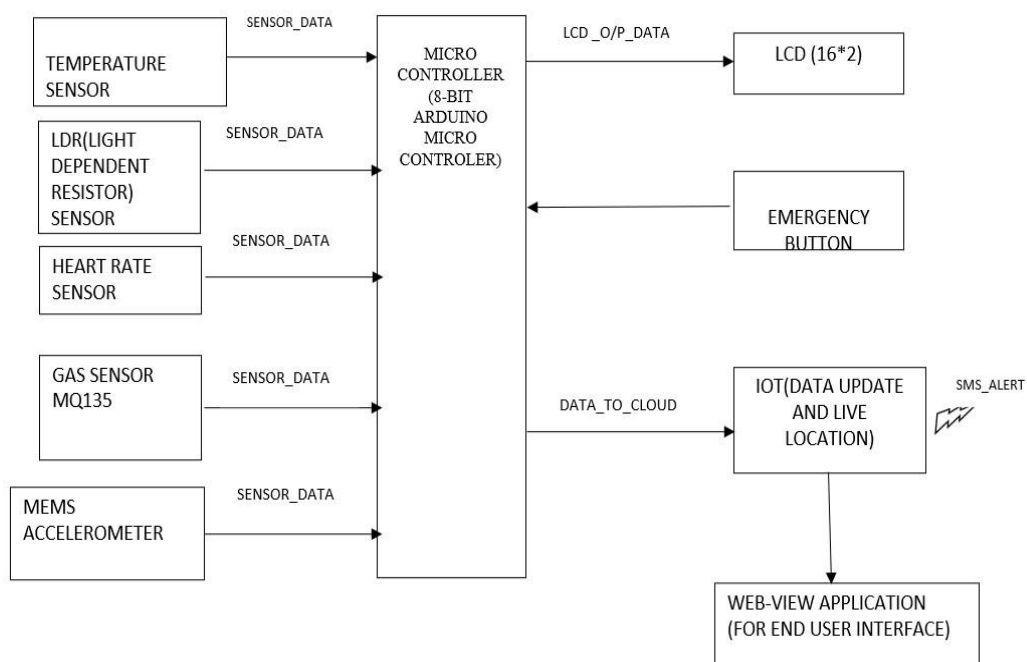 SENSOR_DATA
TEMPERATURE
SENSOR
SENSOR_DATA
LDR(LIGHT
DEPENDENT
RESISTOR)
SENSOR
SENSOR_DATA
HEART RATE
SENSOR
SENSOR_DATA
GAS SENSOR
MQ135
SENSOR_DATA
MEMS
ACCELEROMETER
MICRO
CONTROLLER
(8-BIT
ARDUINO
MICRO
CONTROLER)
LCD _O/P_DATA
LCD (16*2)
EMERGENCY
BUTTON
DATA_TO_CLOUD
IOT(DATA UPDATE
AND LIVE
LOCATION)
SMS_ALERT
WEB-VIEW APPLICATION
(FOR END USER INTERFACE)